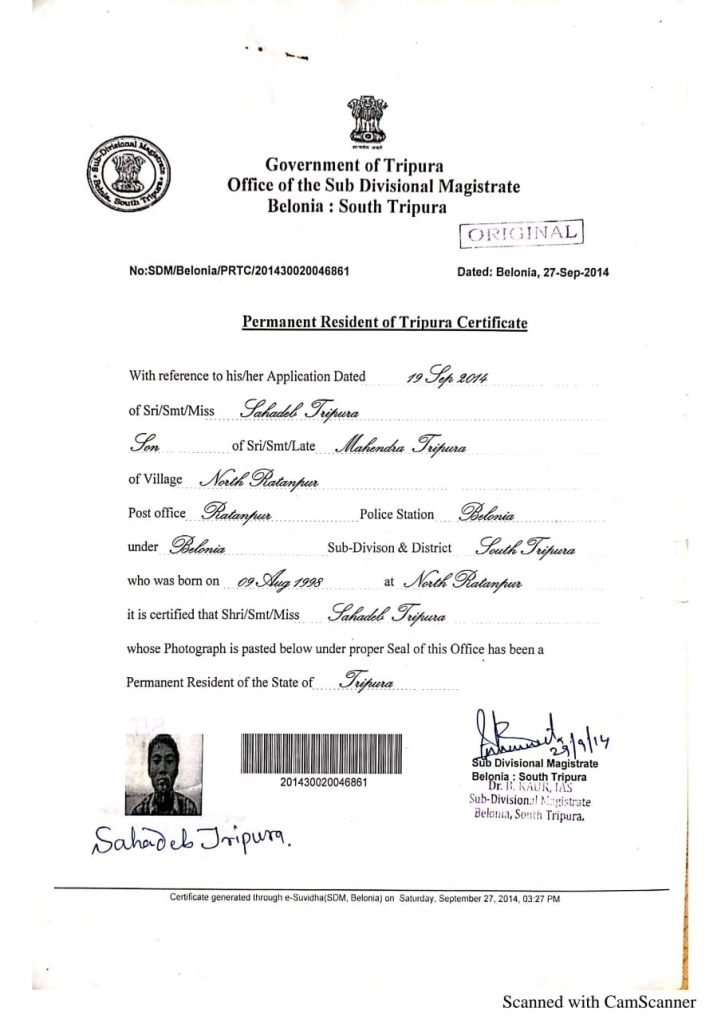 Sub-Divisional Magistrate
Belonia, South Tripura
सत्यमेव जयते
Government of Tripura
Office of the Sub Divisional Magistrate
Belonia : South Tripura
ORIGINAL
No:SDM/Belonia/PRTC/201430020046861 Dated: Belonia, 27-Sep-2014
Permanent Resident of Tripura Certificate
With reference to his/her Application Dated 19 Sep 2014
of Sri/Smt/Miss Sahadeb Tripura
Son of Sri/Smt/Late Mahendra Tripura
of Village North Ratanpur
Post office Ratanpur Police Station Belonia
under Belonia Sub-Divison & District South Tripura
who was born on 09 Aug 1998 at North Ratanpur
it is certified that Shri/Smt/Miss Sahadeb Tripura
whose Photograph is pasted below under proper Seal of this Office has been a
Permanent Resident of the State of Tripura
29/9/14
Sub Divisional Magistrate
Belonia : South Tripura
Dr. B. KAUR, IAS
Sub-Divisional Magistrate
Belonia, South Tripura.
201430020046861
Sahadeb Tripura.
Certificate generated through e-Suvidha(SDM, Belonia) on Saturday, September 27, 2014, 03:27 PM
Scanned with CamScanner